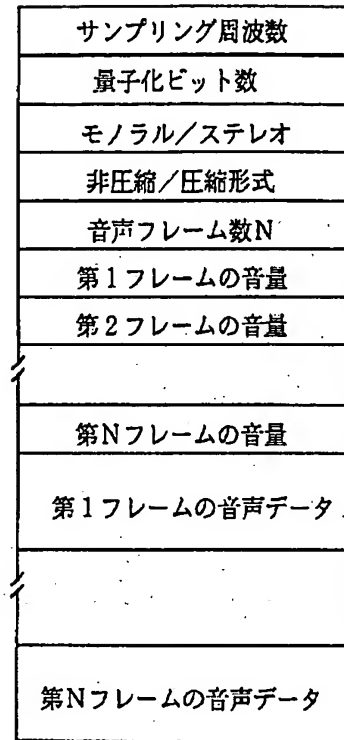 サンプリング周波数
量子化ビット数
モノラル/ステレオ
非圧縮/圧縮形式
音声フレーム数N
第1フレームの音量
第2フレームの音量
第Nフレームの音量
第1フレームの音声データ
第Nフレームの音声データ